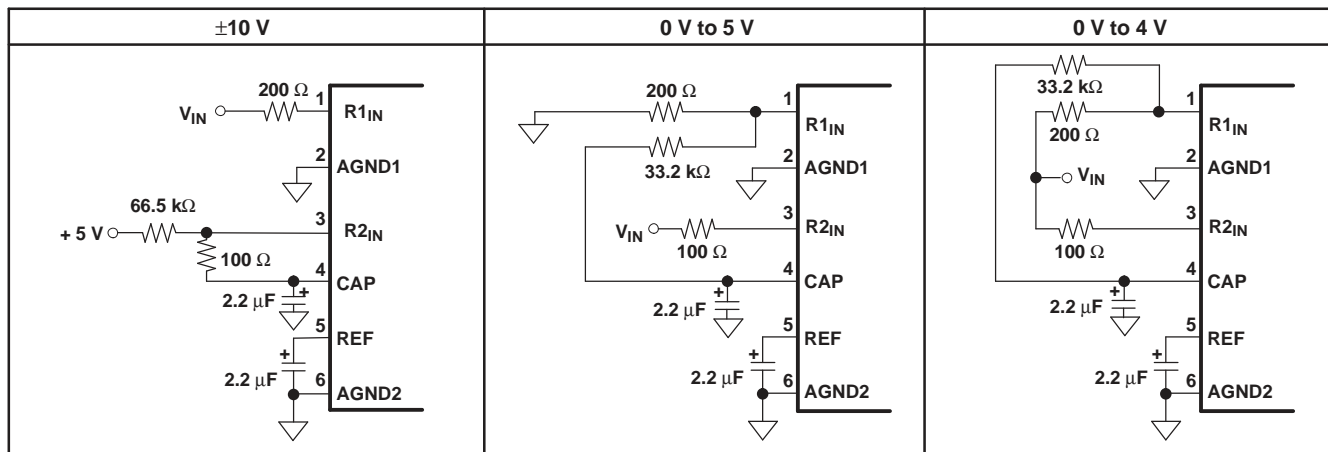 ±10 V
0 V to 5 V
0 V to 4 V
200 Ω
1
V_IN
R1_IN
2
AGND1
66.5 kΩ
3
+ 5 V
R2_IN
100 Ω
4
CAP
2.2 µF
+
5
REF
+
2.2 µF
6
AGND2
200 Ω
1
R1_IN
33.2 kΩ
2
AGND1
3
V_IN
R2_IN
100 Ω
4
CAP
+
2.2 µF
5
REF
+
2.2 µF
6
AGND2
33.2 kΩ
1
R1_IN
200 Ω
2
AGND1
V_IN
3
R2_IN
100 Ω
4
CAP
+
2.2 µF
5
REF
+
2.2 µF
6
AGND2